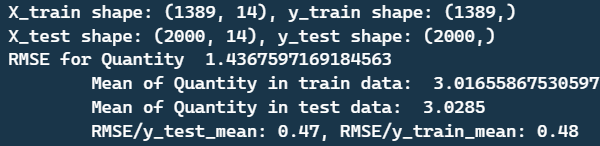 X_train shape: (1389, 14), y_train shape: (1389,)
X_test shape: (2000, 14), y_test shape: (2000,)
RMSE for Quantity  1.4367597169184563
        Mean of Quantity in train data:  3.01655867530597
        Mean of Quantity in test data:  3.0285
        RMSE/y_test_mean: 0.47, RMSE/y_train_mean: 0.48